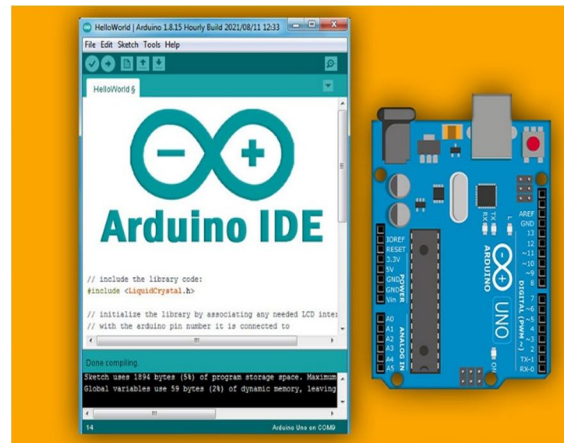 HelloWorld | Arduino 1.8.15 Hourly Build 2021/08/11 12:33
File Edit Sketch Tools Help
HelloWorld §
Arduino IDE
// include the library code:
#include <LiquidCrystal.h>
// initialize the library by associating any needed LCD inter
// with the arduino pin number it is connected to
Done compiling.
Sketch uses 1894 bytes (5%) of program storage space. Maximum
Global variables use 59 bytes (2%) of dynamic memory, leaving
14
Arduino Uno on COM9
IOREF
RESET
3.3V
5V
GND
GND
Vin
POWER
A0
A1
A2
A3
A4
A5
ANALOG IN
RX
TX
L
ARDUINO
UNO
ON
AREF
GND
13
12
~11
~10
~9
8
7
~6
~5
4
~3
2
TX-1
RX-0
DIGITAL (PWM ~)